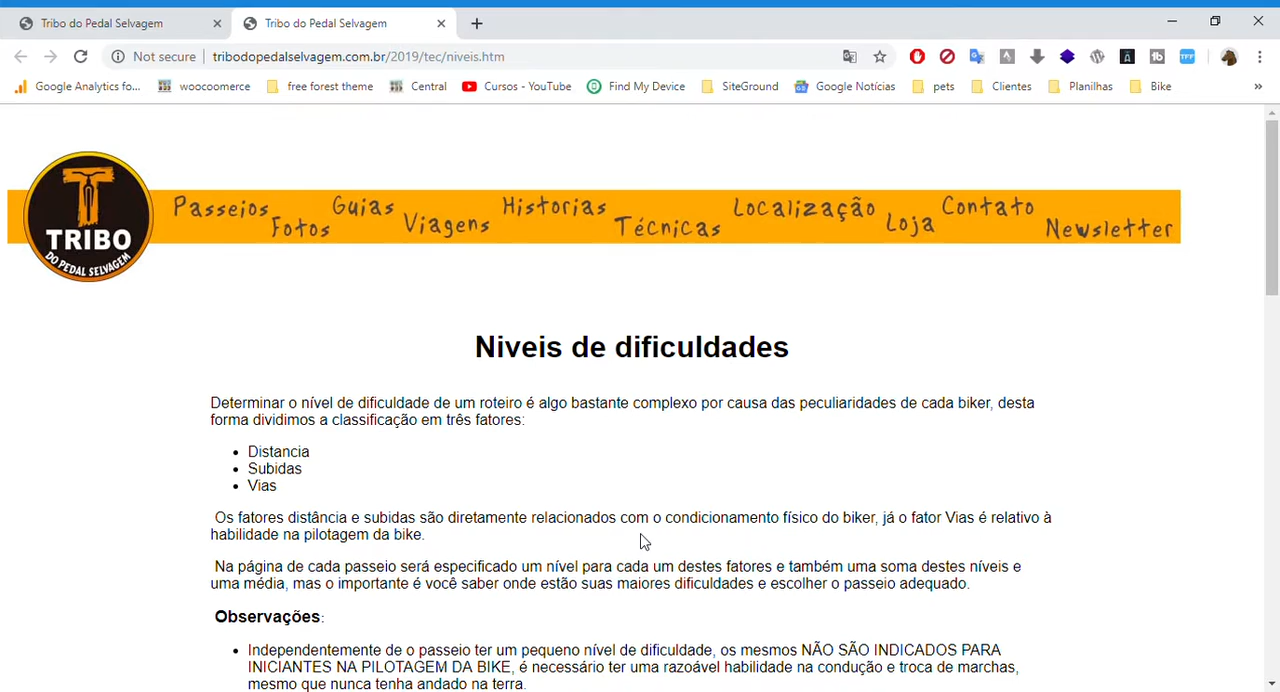 Tribo do Pedal Selvagem
Tribo do Pedal Selvagem
Not secure
tribodopedalselvagem.com.br/2019/tec/niveis.htm
Google Analytics fo...
woocoomerce
free forest theme
Central
Cursos - YouTube
Find My Device
SiteGround
Google Notícias
pets
Clientes
Planilhas
Bike
TRIBO
DO PEDAL SELVAGEM
Passeios
Fotos
Guias
Viagens
Historias
Técnicas
Localização
Loja
Contato
Newsletter
Niveis de dificuldades
Determinar o nível de dificuldade de um roteiro é algo bastante complexo por causa das peculiaridades de cada biker, desta
forma dividimos a classificação em três fatores:
Distancia
Subidas
Vias
Os fatores distância e subidas são diretamente relacionados com o condicionamento físico do biker, já o fator Vias é relativo à
habilidade na pilotagem da bike.
Na página de cada passeio será especificado um nível para cada um destes fatores e também uma soma destes níveis e
uma média, mas o importante é você saber onde estão suas maiores dificuldades e escolher o passeio adequado.
Observações:
Independentemente de o passeio ter um pequeno nível de dificuldade, os mesmos NÃO SÃO INDICADOS PARA
INICIANTES NA PILOTAGEM DA BIKE, é necessário ter uma razoável habilidade na condução e troca de marchas,
mesmo que nunca tenha andado na terra.